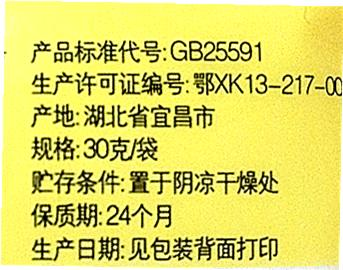 产品标准代号:GB25591
生产许可证编号:鄂XK13-217-00
产地:湖北省宜昌市
规格:30克/袋
贮存条件:置于阴凉干燥处
保质期:24个月
生产日期:见包装背面打印